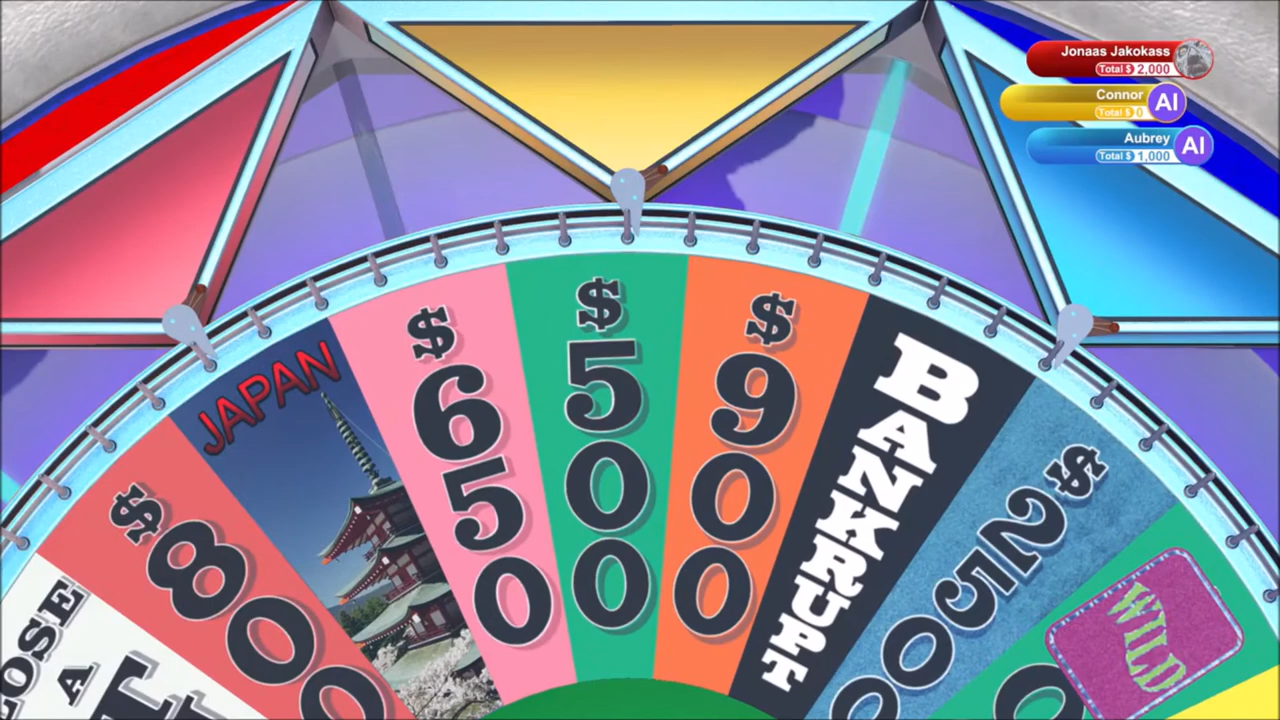 Jonaas Jakokass
Total $ 2,000
Connor
AI
Total $ 0
Aubrey
AI
Total $ 1,000
LOSE
A
$800
JAPAN
$650
$500
$900
BANKRUPT
$2500
WILD